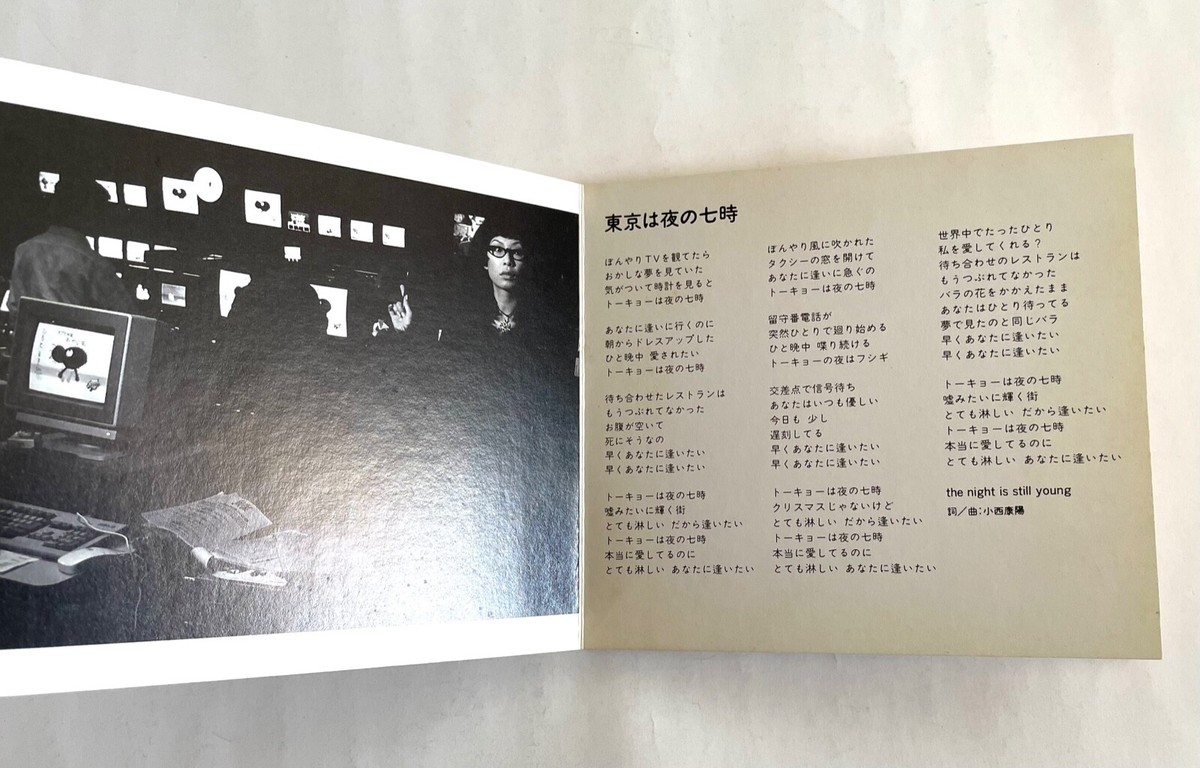 東京は夜の七時
ぼんやりTVを観てたら
おかしな夢を見ていた
気がついて時計を見ると
トーキョーは夜の七時
あなたに逢いに行くのに
朝からドレスアップした
ひと晩中 愛されたい
トーキョーは夜の七時
待ち合わせたレストランは
もうつぶれてなかった
お腹が空いて
死にそうなの
早くあなたに逢いたい
早くあなたに逢いたい
トーキョーは夜の七時
嘘みたいに輝く街
とても淋しい だから逢いたい
トーキョーは夜の七時
本当に愛してるのに
とても淋しい あなたに逢いたい
ぼんやり風に吹かれた
タクシーの窓を開けて
あなたに逢いに急ぐの
トーキョーは夜の七時
留守番電話が
突然ひとりで廻り始める
ひと晩中 喋り続ける
トーキョーの夜はフシギ
交差点で信号待ち
あなたはいつも優しい
今日も 少し
遅刻してる
早くあなたに逢いたい
早くあなたに逢いたい
トーキョーは夜の七時
クリスマスじゃないけど
とても淋しい だから逢いたい
トーキョーは夜の七時
本当に愛してるのに
とても淋しい あなたに逢いたい
世界中でたったひとり
私を愛してくれる?
待ち合わせのレストランは
もうつぶれてなかった
バラの花をかかえたまま
あなたはひとり待ってる
夢で見たのと同じバラ
早くあなたに逢いたい
早くあなたに逢いたい
トーキョーは夜の七時
嘘みたいに輝く街
とても淋しい だから逢いたい
トーキョーは夜の七時
本当に愛してるのに
とても淋しい あなたに逢いたい
the night is still young
詞/曲:小西康陽